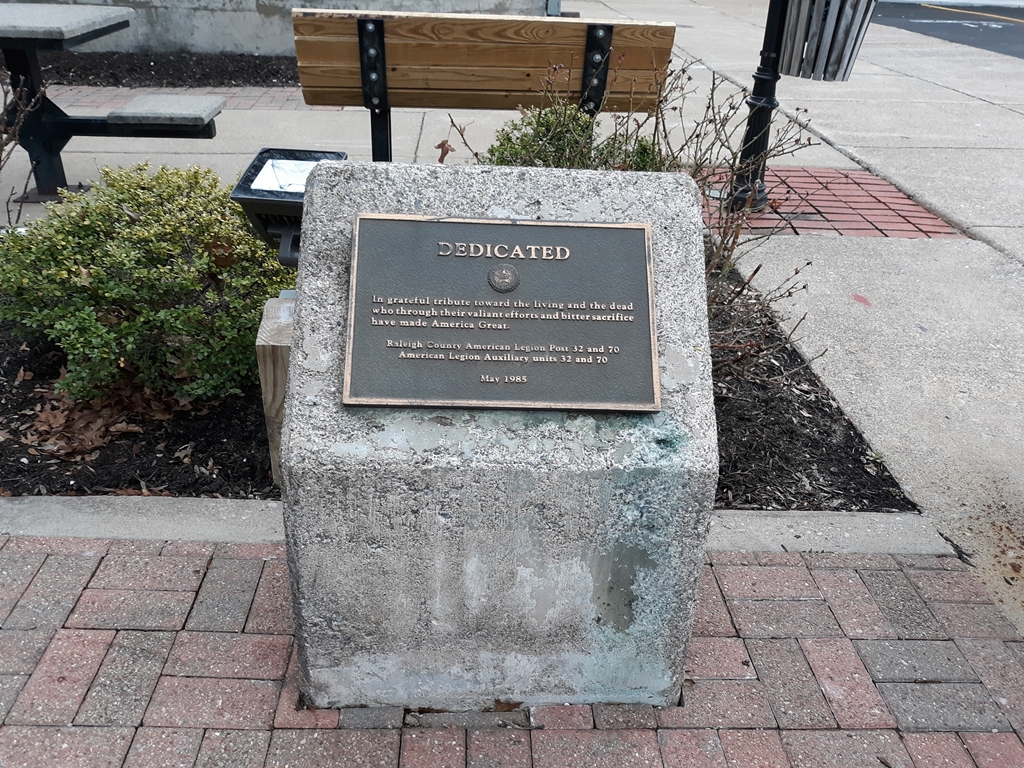 DEDICATED
In grateful tribute toward the living and the dead
who through their valiant efforts and bitter sacrifice
have made America Great.
Raleigh County American Legion Post 32 and 70
American Legion Auxiliary units 32 and 70
May 1985